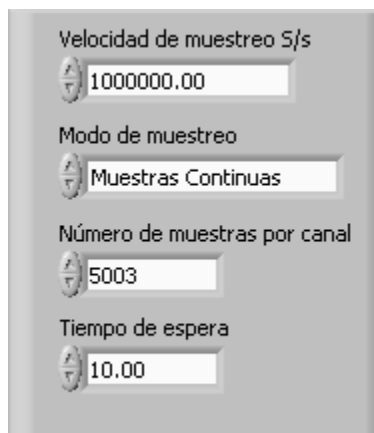 Velocidad de muestreo S/s
1000000.00
Modo de muestreo
Muestras Continuas
Número de muestras por canal
5003
Tiempo de espera
10.00